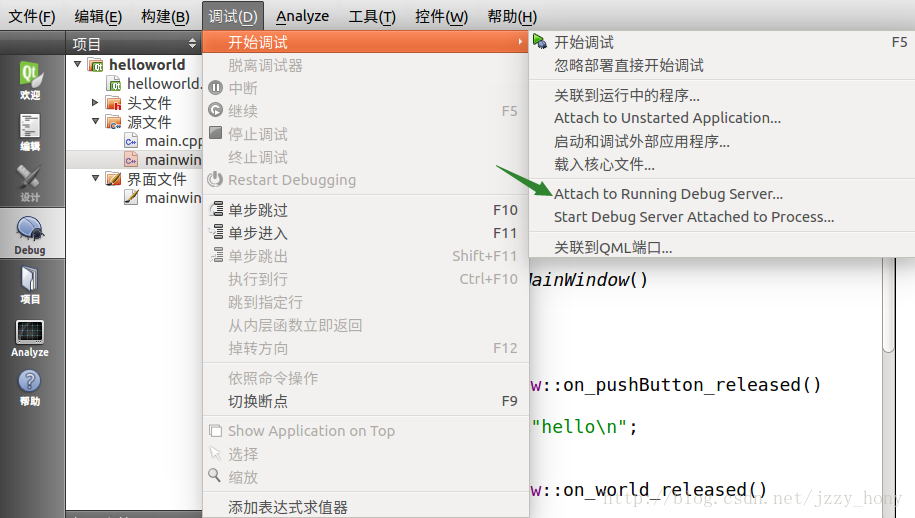 文件(F) 编辑(E) 构建(B) 调试(D) Analyze 工具(T) 控件(W) 帮助(H)
欢迎
编辑
设计
Debug
项目
Analyze
帮助
项目
helloworld
helloworld.
头文件
源文件
main.cpp
mainwin
界面文件
mainwin
开始调试
脱离调试器
中断
继续 F5
停止调试
终止调试
Restart Debugging
单步跳过 F10
单步进入 F11
单步跳出 Shift+F11
执行到行 Ctrl+F10
跳到指定行
从内层函数立即返回
掉转方向 F12
依照命令操作
切换断点 F9
Show Application on Top
选择
缩放
添加表达式求值器
开始调试 F5
忽略部署直接开始调试
关联到运行中的程序...
Attach to Unstarted Application...
启动和调试外部应用程序...
载入核心文件...
Attach to Running Debug Server...
Start Debug Server Attached to Process...
关联到QML端口...
MainWindow()
w::on_pushButton_released()
"hello\n";
w::on_world_released()
http://blog.csdn.net/jzzy_hony